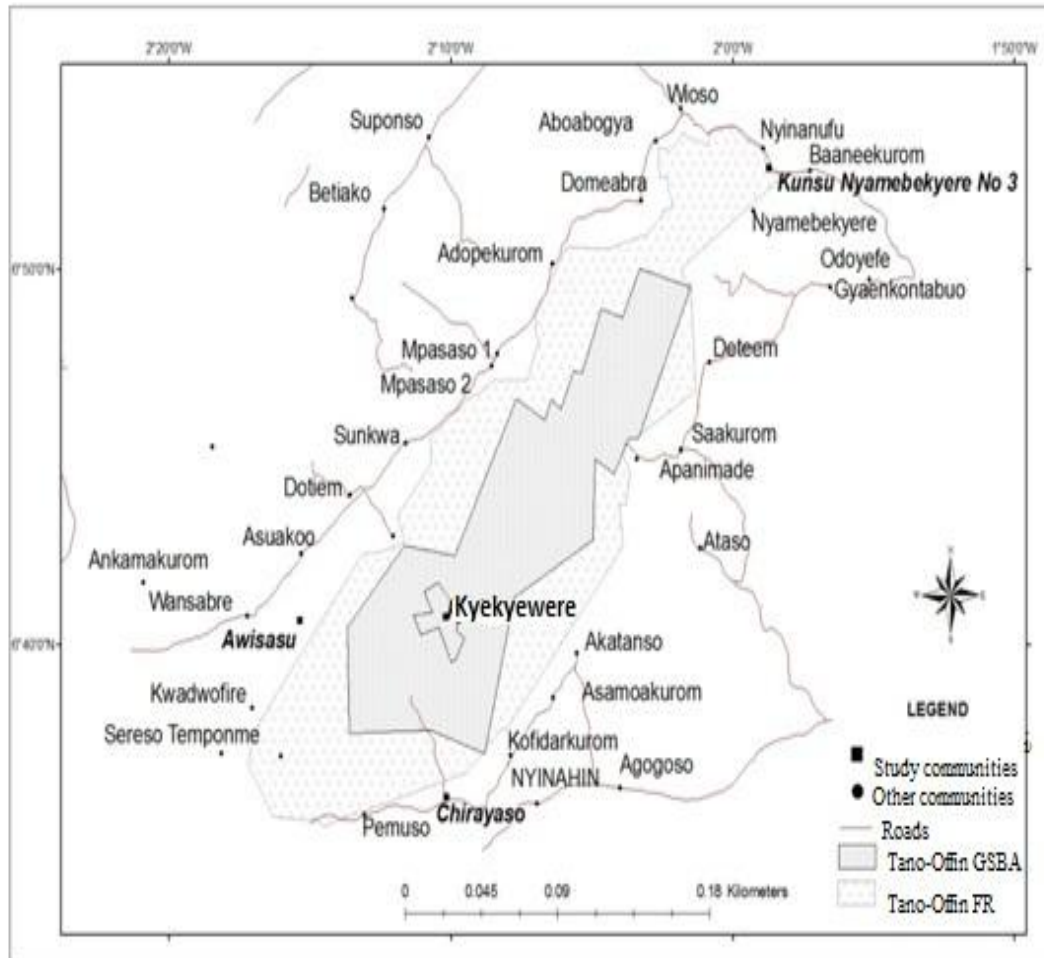 2°20'0"W 2°10'0"W 2°0'0"W 1°50'0"W
Wioso
Suponso
Aboabogya
Nyinanufu
Baaneekurom
Domeabra
Kunsu Nyamebekyere No 3
Betiako
Nyamebekyere
Adopekurom
Odoyefe
6°50'0"N
Gyaenkontabuo
Mpasaso 1
Doteem
Mpasaso 2
Sunkwa
Saakurom
Apanimade
Dotiem
Asuakoo
Ataso
Ankamakurom
Wansabre
Kyekyewere
Awisasu
6°40'0"N
Akatanso
Kwadwofire
Asamoakurom
LEGEND
Sereso Temponme
Kofidarkurom
Study communities
NYINAHIN
Agogoso
Other communities
Chirayaso
Pemuso
Roads
Tano-Offin GSBA
0 0.045 0.09 0.18 Kilometers
Tano-Offin FR